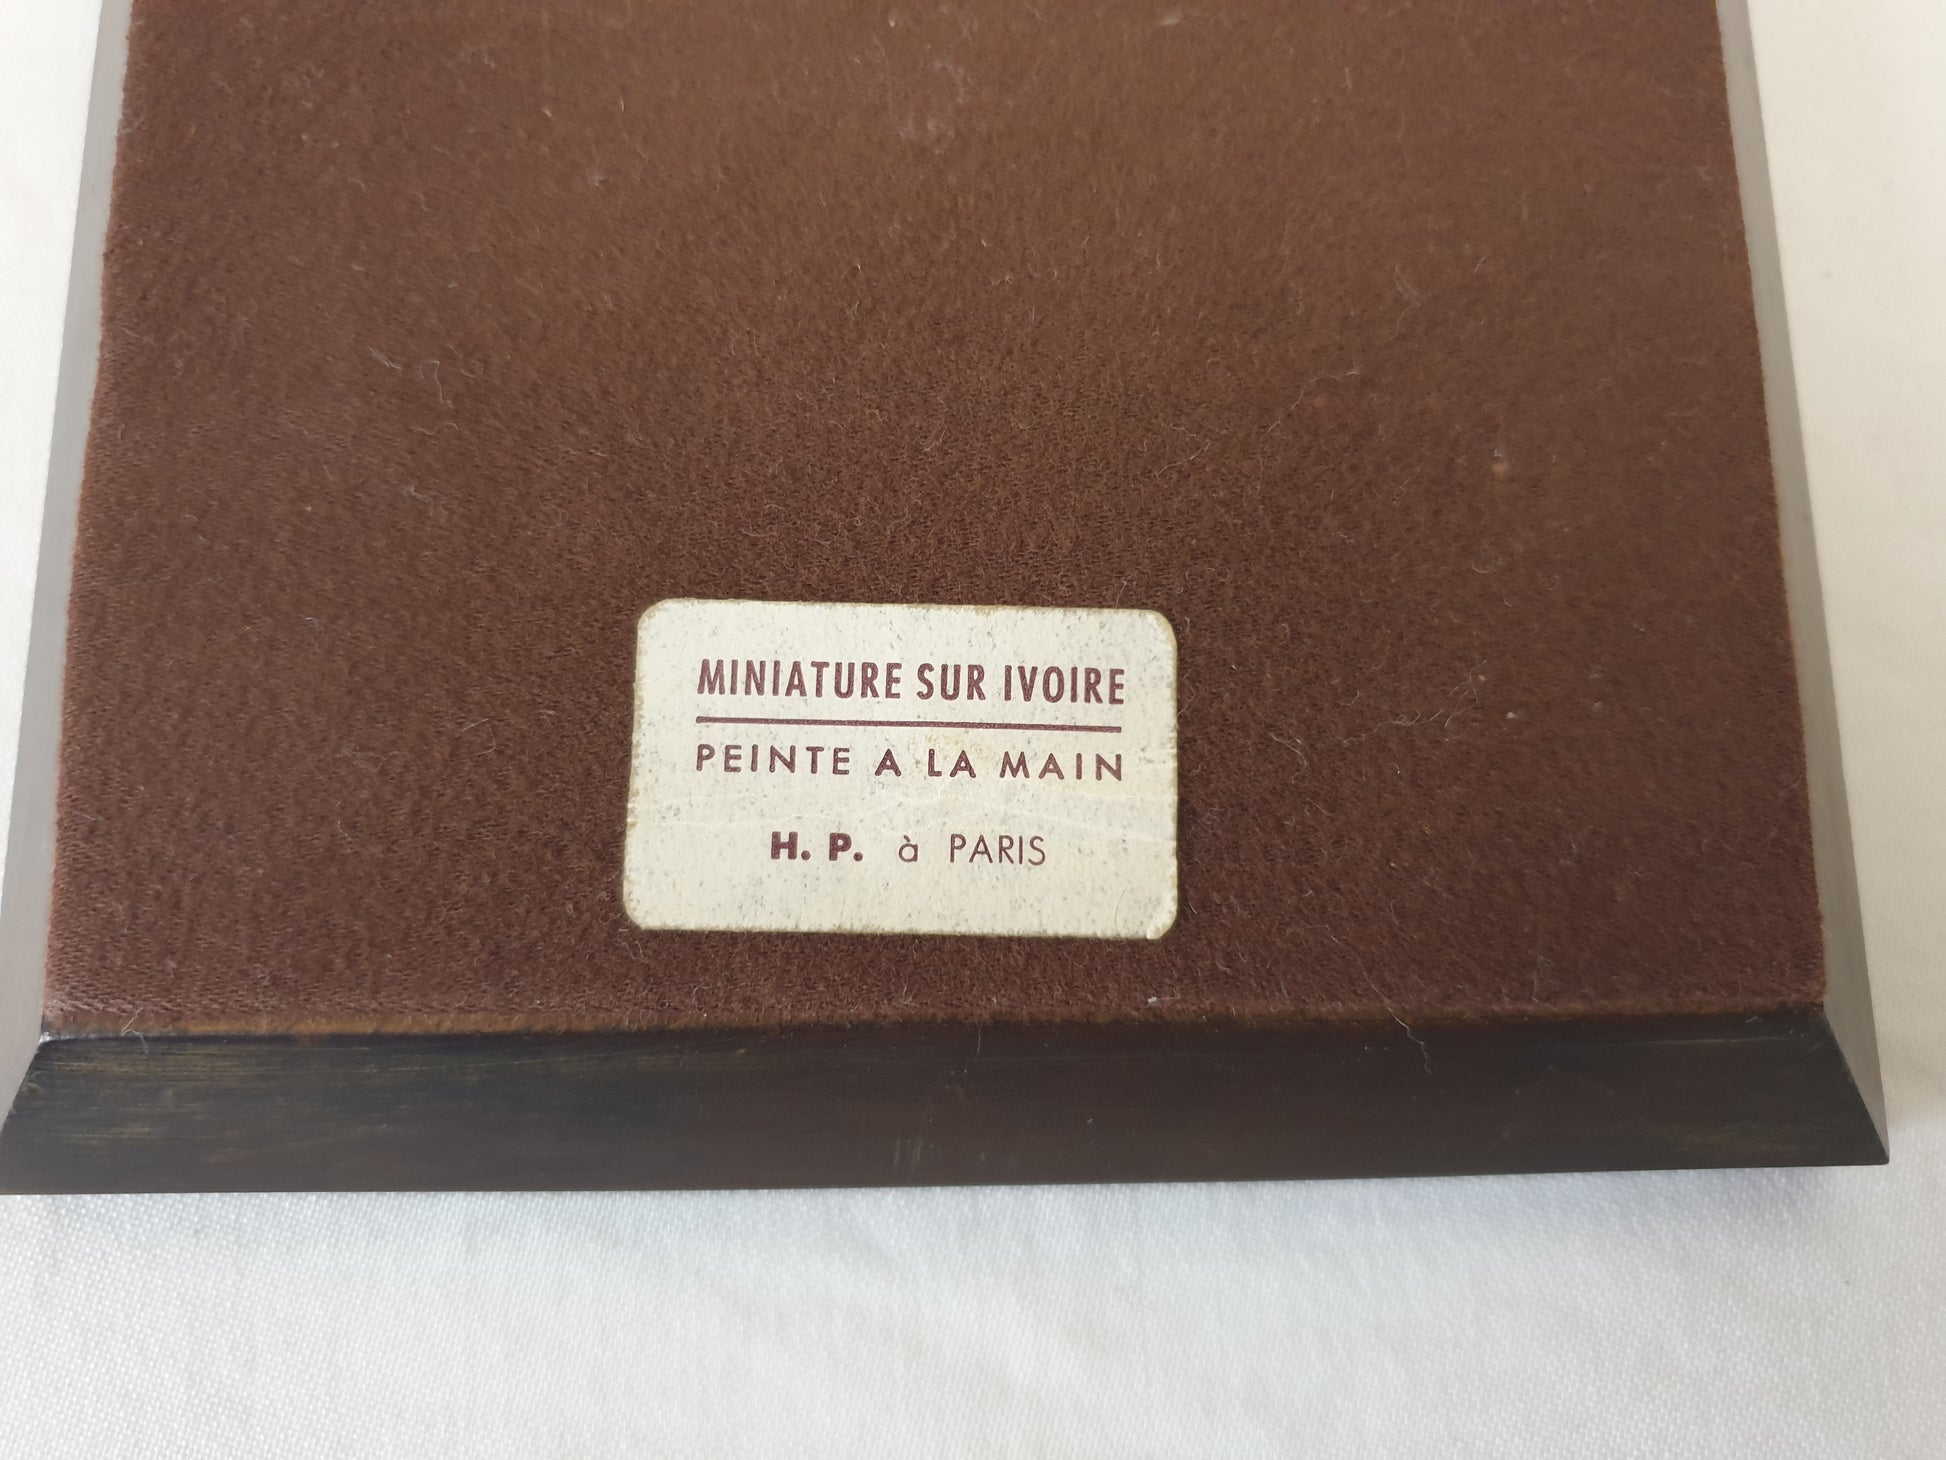 MINIATURE SUR IVOIRE
PEINTE A LA MAIN
H. P. à PARIS